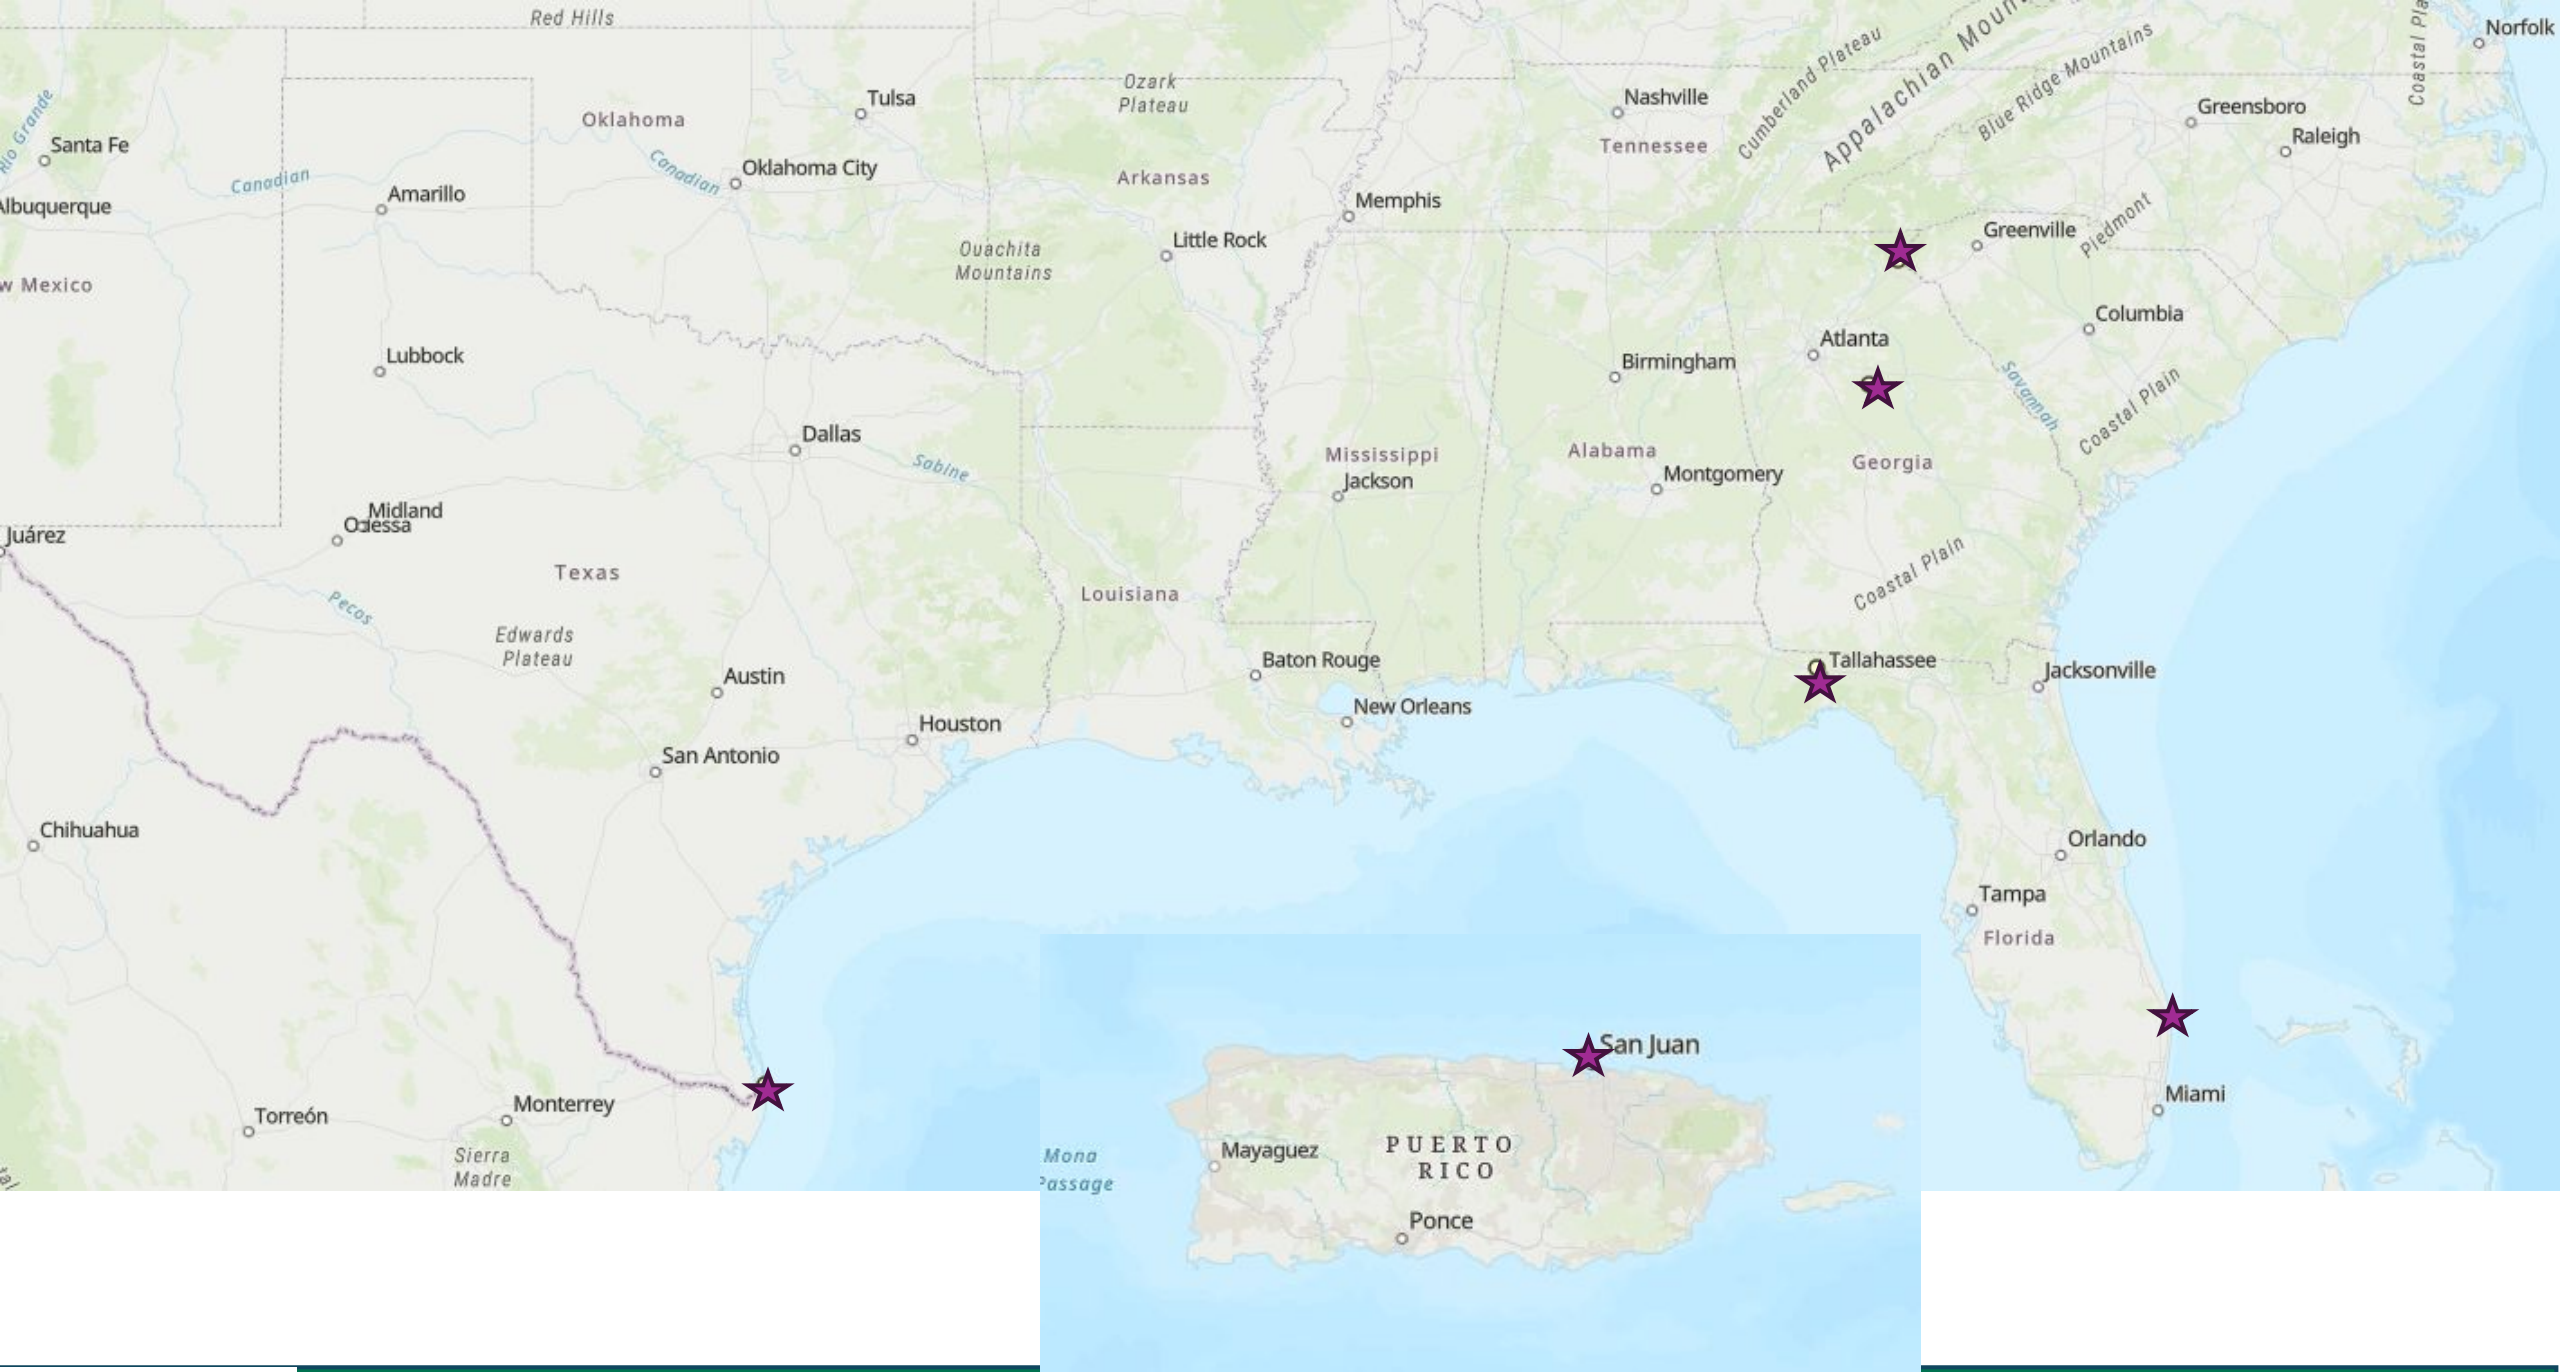 Red Hills
Norfolk
Coastal Pla
Appalachian Moun
Cumberland Plateau
Blue Ridge Mountains
Ozark
Plateau
Tulsa
Nashville
Greensboro
Oklahoma
Raleigh
Rio Grande
Santa Fe
Tennessee
Canadian
Oklahoma City
Canadian
Arkansas
Amarillo
Memphis
Albuquerque
Little Rock
Greenville
Piedmont
Ouachita
Mountains
w Mexico
Columbia
Atlanta
Lubbock
Birmingham
Savannah
Coastal Plain
Dallas
Sabine
Mississippi
Alabama
Georgia
Jackson
Montgomery
Midland
Odessa
Juárez
Texas
Coastal Plain
Louisiana
Pecos
Edwards
Plateau
Baton Rouge
Tallahassee
Jacksonville
Austin
New Orleans
Houston
San Antonio
Chihuahua
Orlando
Tampa
Florida
San Juan
Miami
Monterrey
Torreón
Sierra
Madre
Mona
Passage
Mayaguez
PUERTO
RICO
Ponce